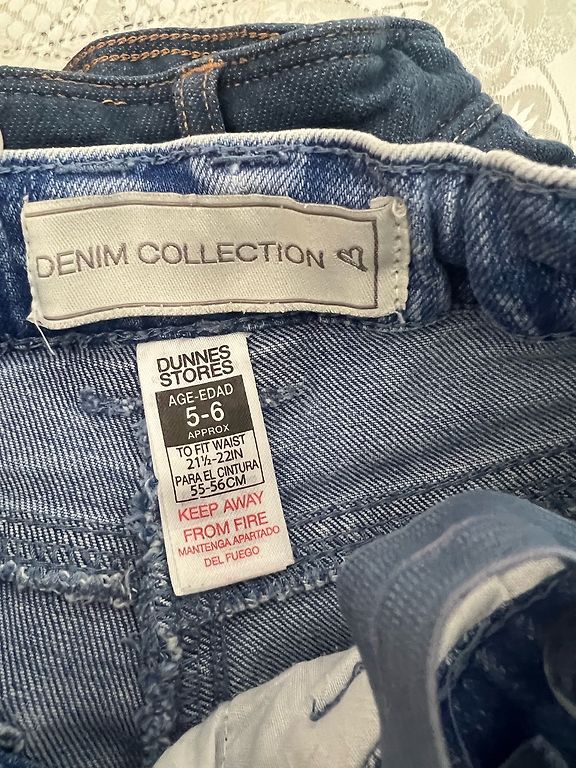 DENIM COLLECTION
DUNNES
STORES
AGE-EDAD
5-6
APPROX
TO FIT WAIST
21½-22IN
PARA EL CINTURA
55-56CM
KEEP AWAY
FROM FIRE
MANTENGA APARTADO
DEL FUEGO